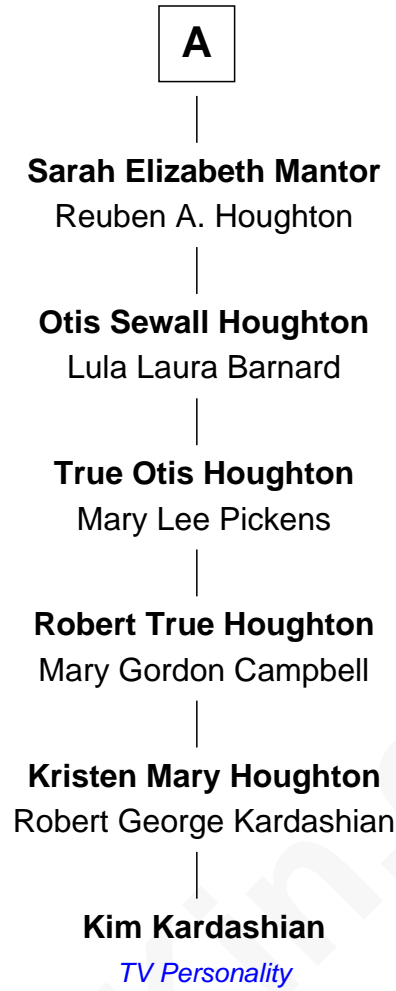 A
Sarah Elizabeth Mantor
Reuben A. Houghton
Otis Sewall Houghton
Lula Laura Barnard
True Otis Houghton
Mary Lee Pickens
Robert True Houghton
Mary Gordon Campbell
Kristen Mary Houghton
Robert George Kardashian
Kim Kardashian
TV Personality